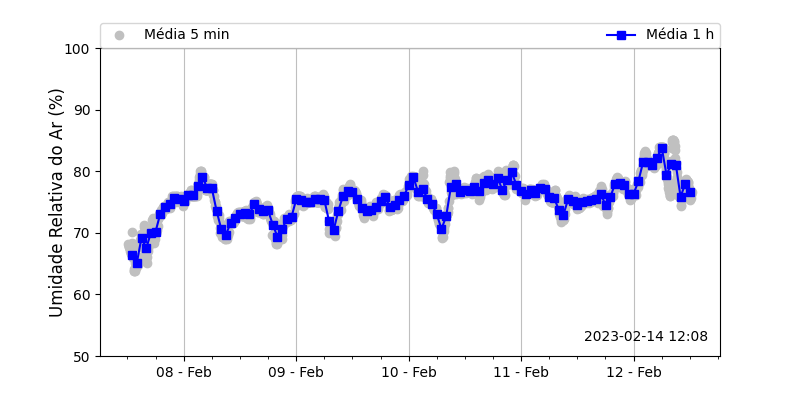 Média 5 min
Média 1 h
Umidade Relativa do Ar (%)
100
90
80
70
60
50
2023-02-14 12:08
08 - Feb
09 - Feb
10 - Feb
11 - Feb
12 - Feb